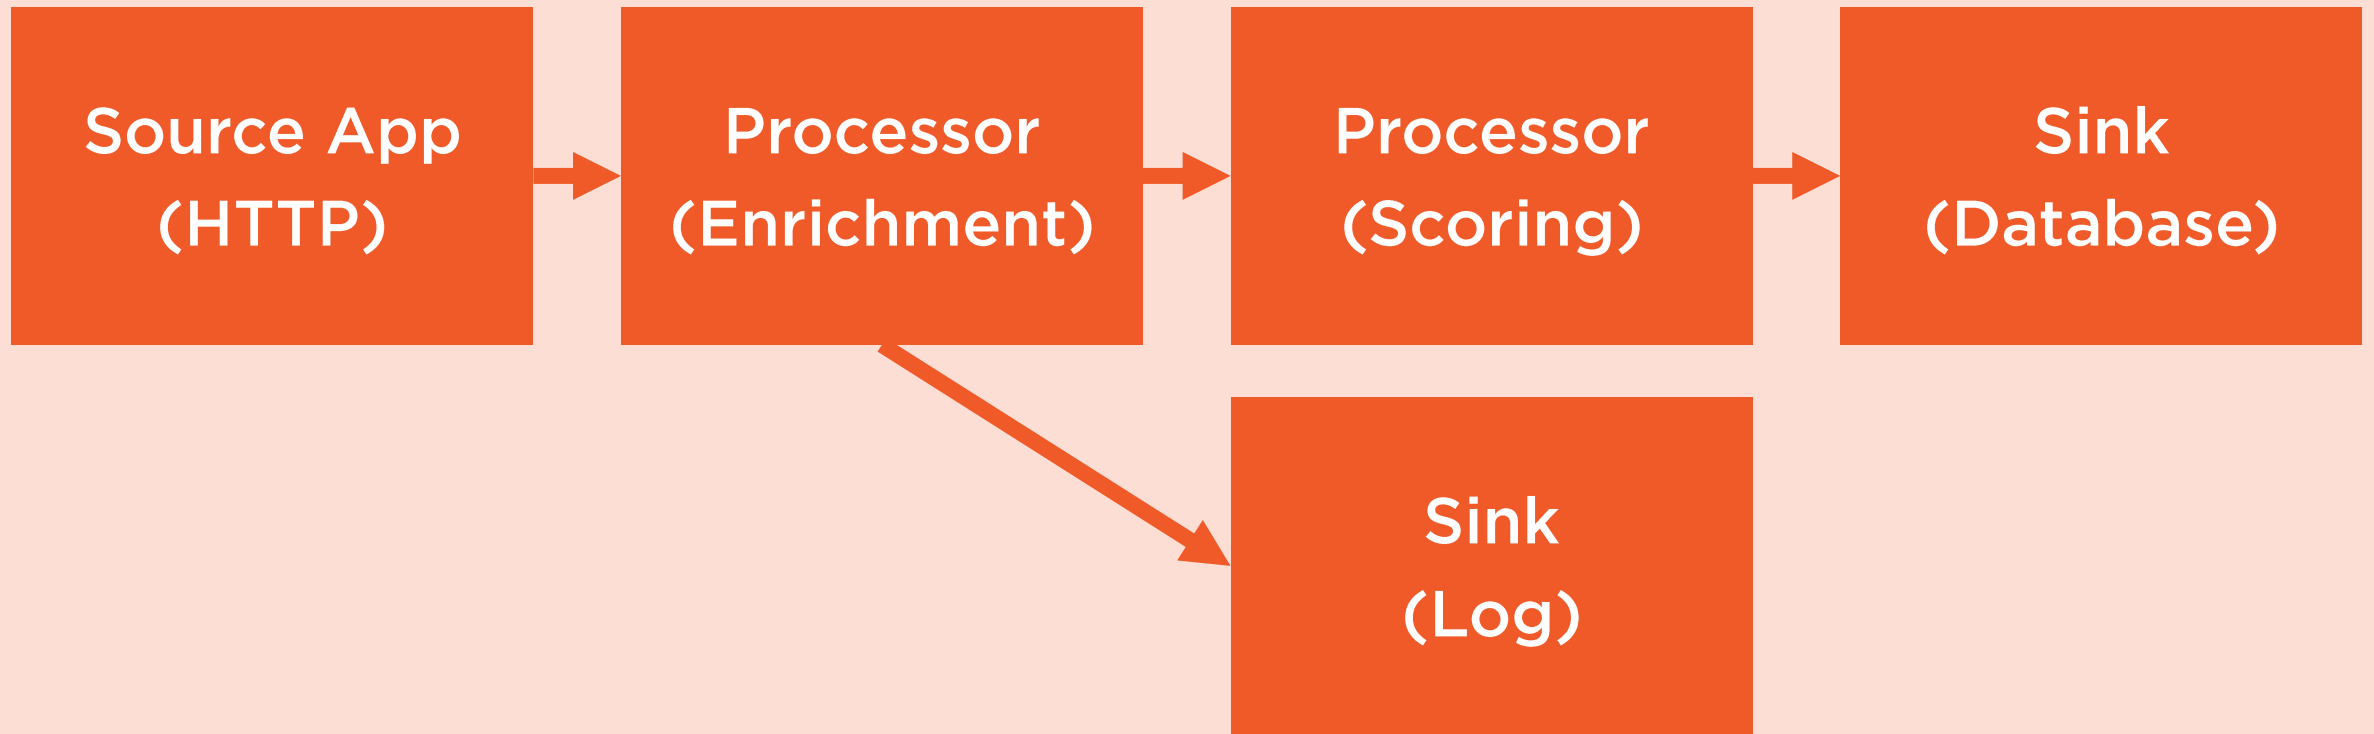 Source App
(HTTP)
Processor
(Enrichment)
Processor
(Scoring)
Sink
(Database)
Sink
(Log)